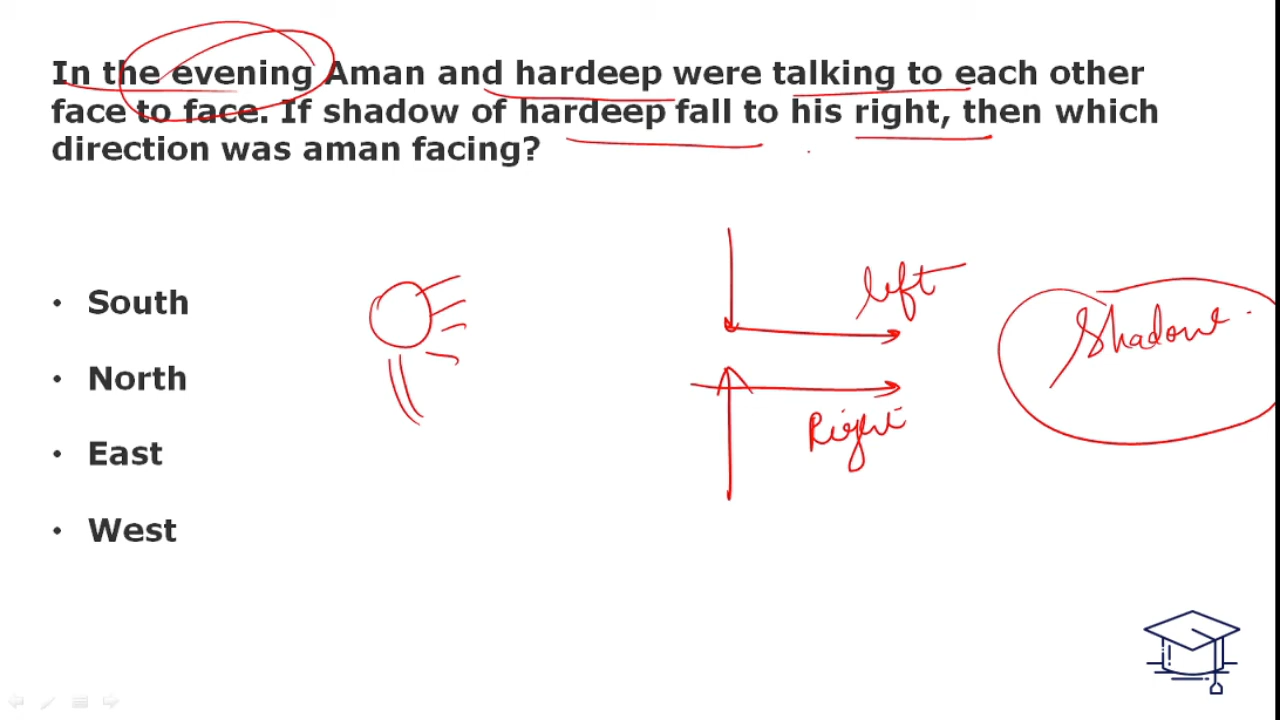 In the evening Aman and hardeep were talking to each other
face to face. If shadow of hardeep fall to his right, then which
direction was aman facing?
left
• South
Shadow
• North
Right
• East
• West